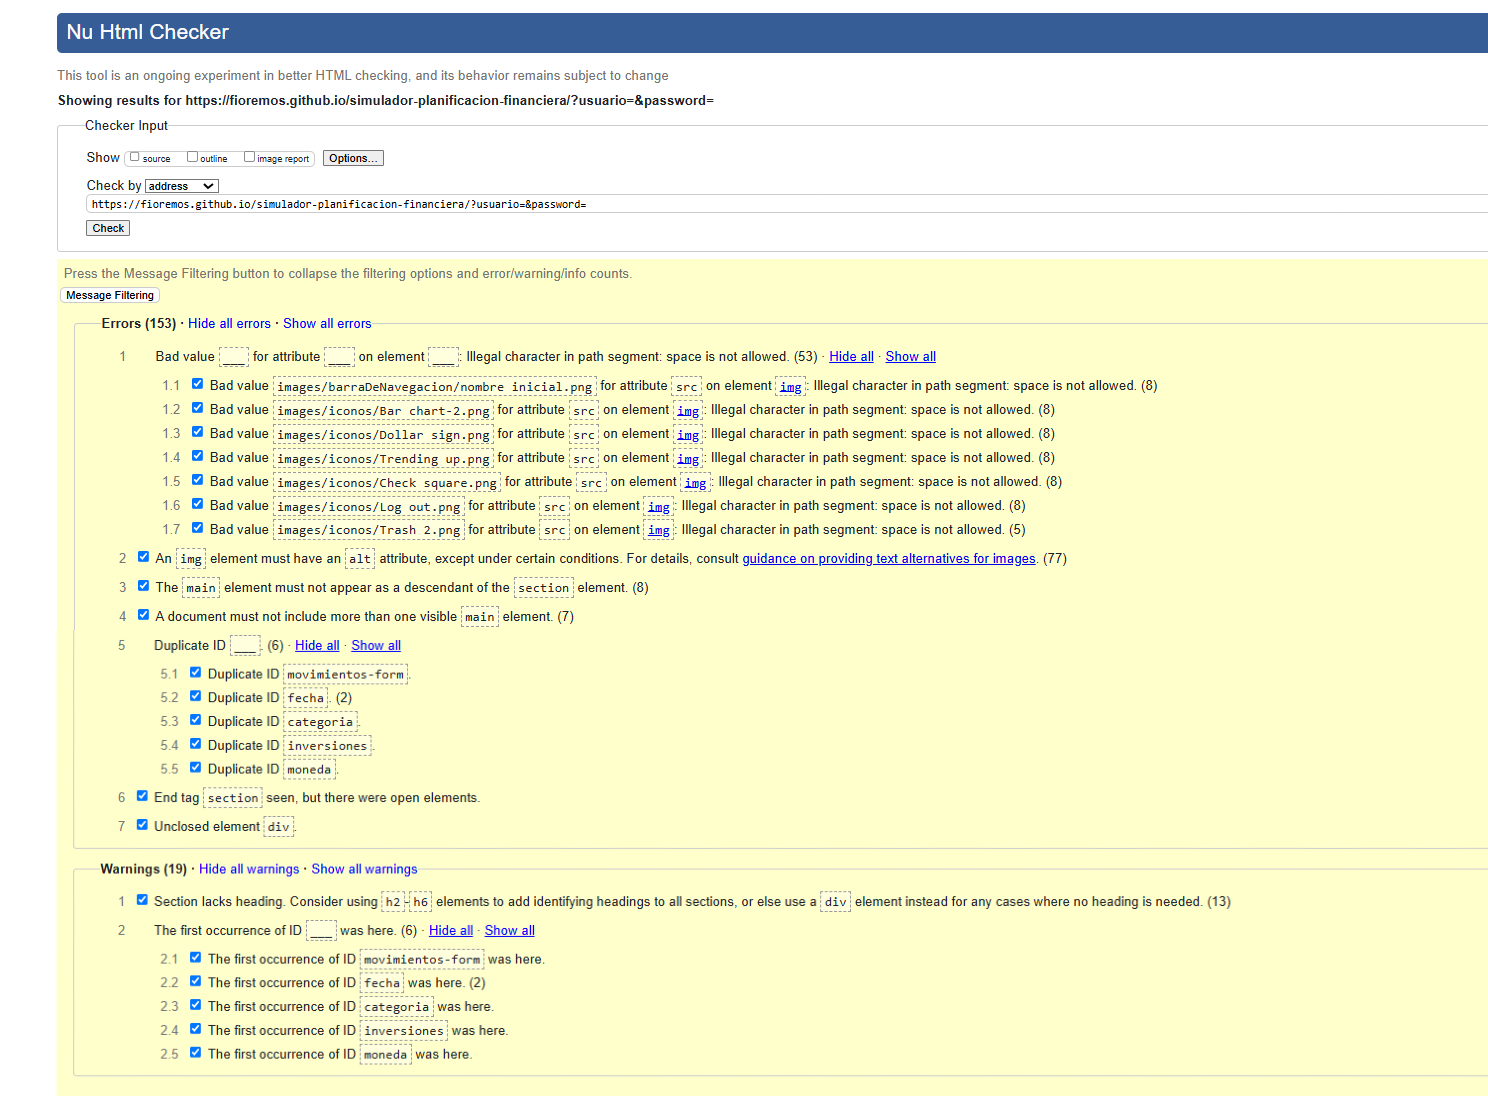 Nu Html Checker
This tool is an ongoing experiment in better HTML checking, and its behavior remains subject to change
Showing results for https://fioremos.github.io/simulador-planificacion-financiera/?usuario=&password=
Checker Input
Show source outline image report Options...
Check by address
https://fioremos.github.io/simulador-planificacion-financiera/?usuario=&password=
Check
Press the Message Filtering button to collapse the filtering options and error/warning/info counts.
Message Filtering
Errors (153) · Hide all errors · Show all errors
1 Bad value ___ for attribute ___ on element ___: Illegal character in path segment: space is not allowed. (53) · Hide all · Show all
1.1 Bad value images/barraDeNavegacion/nombre inicial.png for attribute src on element img: Illegal character in path segment: space is not allowed. (8)
1.2 Bad value images/iconos/Bar chart-2.png for attribute src on element img: Illegal character in path segment: space is not allowed. (8)
1.3 Bad value images/iconos/Dollar sign.png for attribute src on element img: Illegal character in path segment: space is not allowed. (8)
1.4 Bad value images/iconos/Trending up.png for attribute src on element img: Illegal character in path segment: space is not allowed. (8)
1.5 Bad value images/iconos/Check square.png for attribute src on element img: Illegal character in path segment: space is not allowed. (8)
1.6 Bad value images/iconos/Log out.png for attribute src on element img: Illegal character in path segment: space is not allowed. (8)
1.7 Bad value images/iconos/Trash 2.png for attribute src on element img: Illegal character in path segment: space is not allowed. (5)
2 An img element must have an alt attribute, except under certain conditions. For details, consult guidance on providing text alternatives for images. (77)
3 The main element must not appear as a descendant of the section element. (8)
4 A document must not include more than one visible main element. (7)
5 Duplicate ID ___. (6) · Hide all · Show all
5.1 Duplicate ID movimientos-form.
5.2 Duplicate ID fecha. (2)
5.3 Duplicate ID categoria.
5.4 Duplicate ID inversiones.
5.5 Duplicate ID moneda.
6 End tag section seen, but there were open elements.
7 Unclosed element div.
Warnings (19) · Hide all warnings · Show all warnings
1 Section lacks heading. Consider using h2-h6 elements to add identifying headings to all sections, or else use a div element instead for any cases where no heading is needed. (13)
2 The first occurrence of ID ___ was here. (6) · Hide all · Show all
2.1 The first occurrence of ID movimientos-form was here.
2.2 The first occurrence of ID fecha was here. (2)
2.3 The first occurrence of ID categoria was here.
2.4 The first occurrence of ID inversiones was here.
2.5 The first occurrence of ID moneda was here.